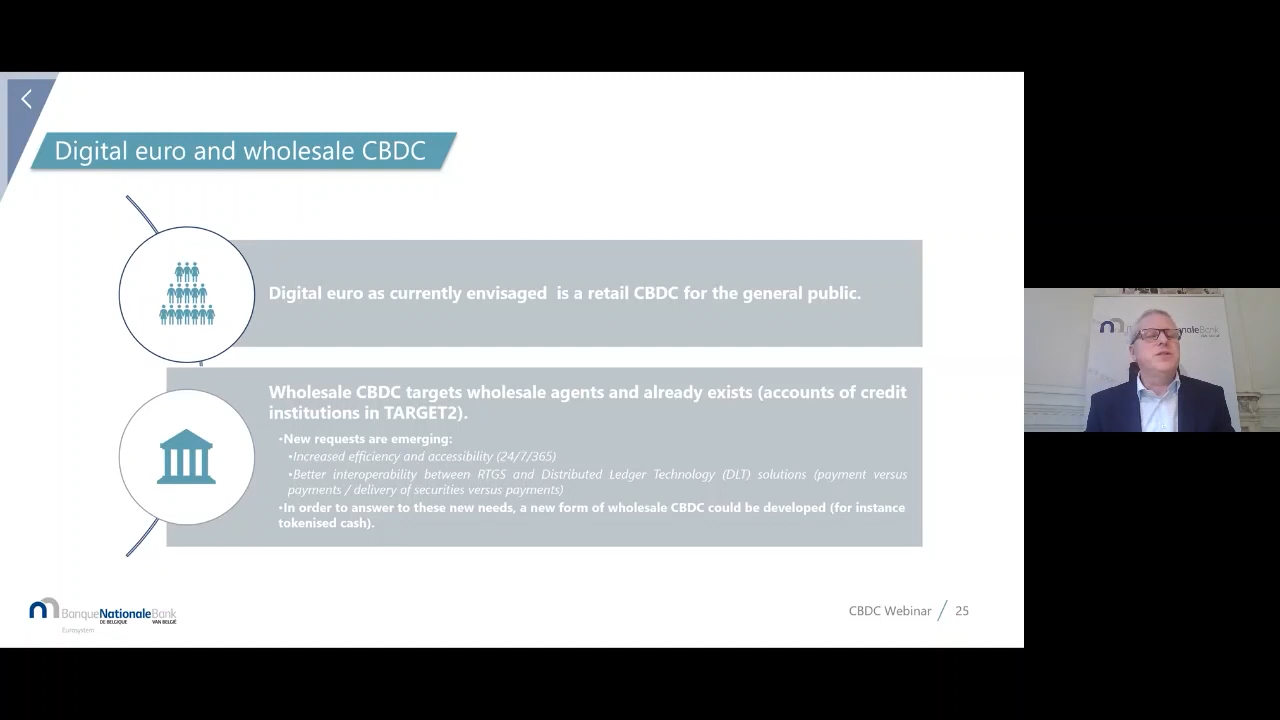 Digital euro and wholesale CBDC
Digital euro as currently envisaged  is a retail CBDC for the general public.
Wholesale CBDC targets wholesale agents and already exists (accounts of credit
institutions in TARGET2).
•New requests are emerging:
•Increased efficiency and accessibility (24/7/365)
•Better interoperability between RTGS and Distributed Ledger Technology (DLT) solutions (payment versus
payments / delivery of securities versus payments)
•In order to answer to these new needs, a new form of wholesale CBDC could be developed (for instance
tokenised cash).
BanqueNationaleBank
DE BELGIQUE VAN BELGIË
Eurosystem
CBDC Webinar / 25